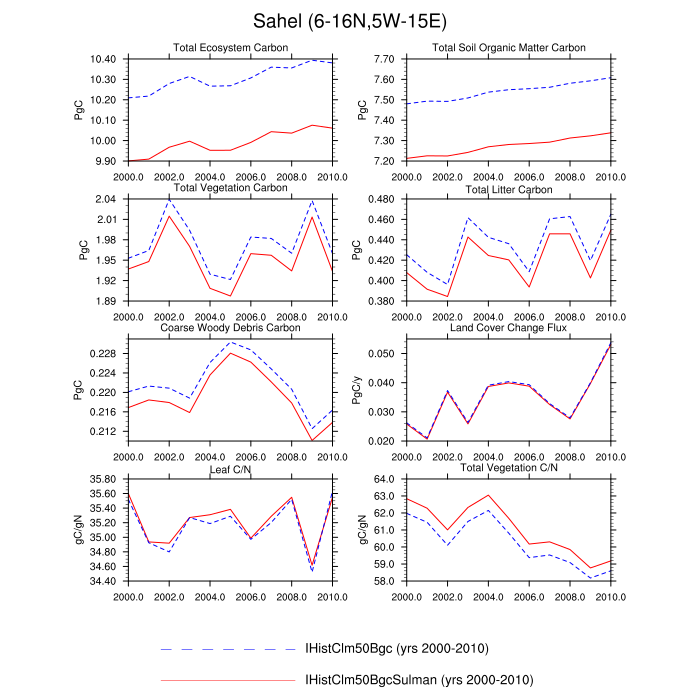 Sahel (6-16N,5W-15E)
Total Ecosystem Carbon
Total Soil Organic Matter Carbon
PgC
10.40
10.30
10.20
10.10
10.00
9.90
2000.0 2002.0 2004.0 2006.0 2008.0 2010.0
PgC
7.70
7.60
7.50
7.40
7.30
7.20
2000.0 2002.0 2004.0 2006.0 2008.0 2010.0
Total Vegetation Carbon
Total Litter Carbon
PgC
2.04
2.01
1.98
1.95
1.92
1.89
2000.0 2002.0 2004.0 2006.0 2008.0 2010.0
PgC
0.480
0.460
0.440
0.420
0.400
0.380
2000.0 2002.0 2004.0 2006.0 2008.0 2010.0
Coarse Woody Debris Carbon
Land Cover Change Flux
PgC
0.228
0.224
0.220
0.216
0.212
2000.0 2002.0 2004.0 2006.0 2008.0 2010.0
PgC/y
0.050
0.040
0.030
0.020
2000.0 2002.0 2004.0 2006.0 2008.0 2010.0
Leaf C/N
Total Vegetation C/N
gC/gN
35.80
35.60
35.40
35.20
35.00
34.80
34.60
34.40
2000.0 2002.0 2004.0 2006.0 2008.0 2010.0
gC/gN
64.0
63.0
62.0
61.0
60.0
59.0
58.0
2000.0 2002.0 2004.0 2006.0 2008.0 2010.0
IHistClm50Bgc (yrs 2000-2010)
IHistClm50BgcSulman (yrs 2000-2010)